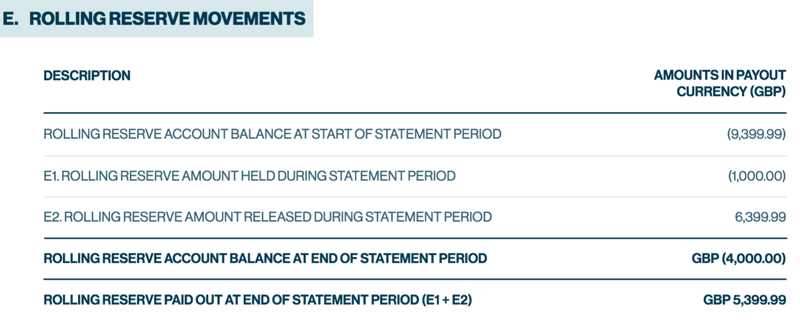 E. ROLLING RESERVE MOVEMENTS
DESCRIPTION
AMOUNTS IN PAYOUT
CURRENCY (GBP)
ROLLING RESERVE ACCOUNT BALANCE AT START OF STATEMENT PERIOD (9,399.99)
E1. ROLLING RESERVE AMOUNT HELD DURING STATEMENT PERIOD (1,000.00)
E2. ROLLING RESERVE AMOUNT RELEASED DURING STATEMENT PERIOD 6,399.99
ROLLING RESERVE ACCOUNT BALANCE AT END OF STATEMENT PERIOD GBP (4,000.00)
ROLLING RESERVE PAID OUT AT END OF STATEMENT PERIOD (E1 + E2) GBP 5,399.99